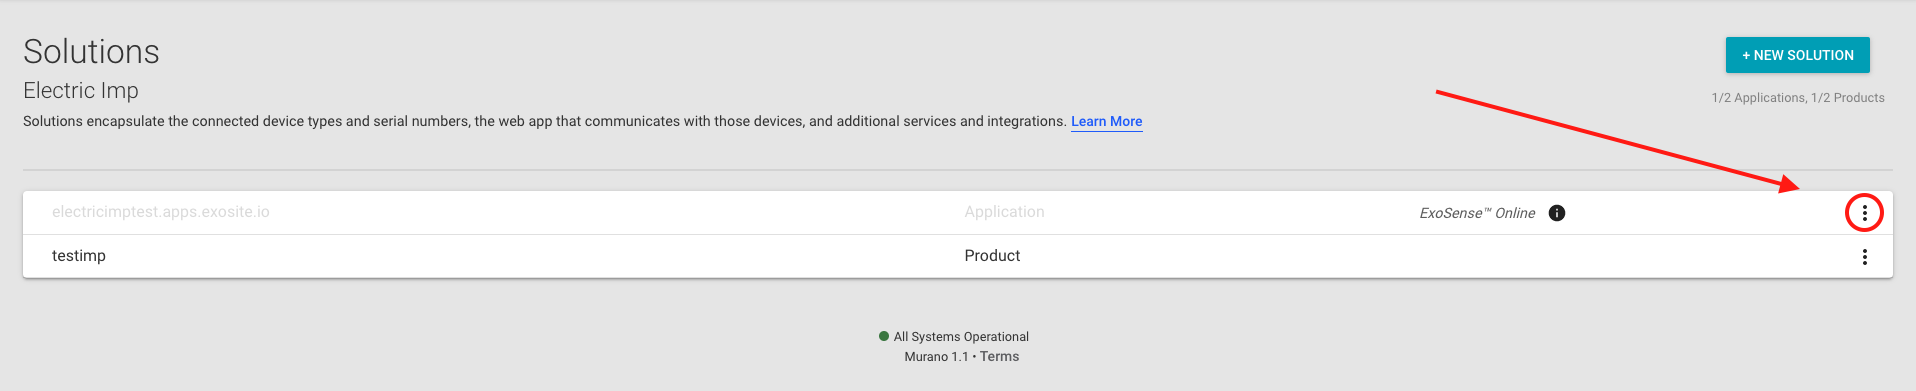 Solutions
+ NEW SOLUTION
Electric Imp
1/2 Applications, 1/2 Products
Solutions encapsulate the connected device types and serial numbers, the web app that communicates with those devices, and additional services and integrations. Learn More
electricimptest.apps.exosite.io Application ExoSense™ Online
testimp Product
All Systems Operational
Murano 1.1 • Terms